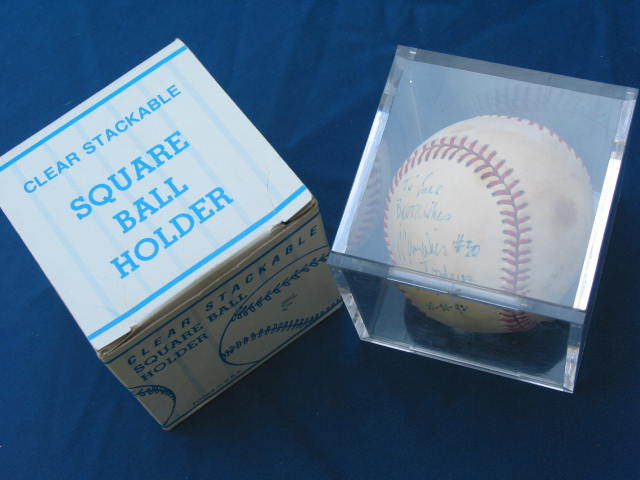 CLEAR STACKABLE
SQUARE
BALL
HOLDER
CLEAR STACKABLE
SQUARE BALL
HOLDER
To
Best Wishes
#30